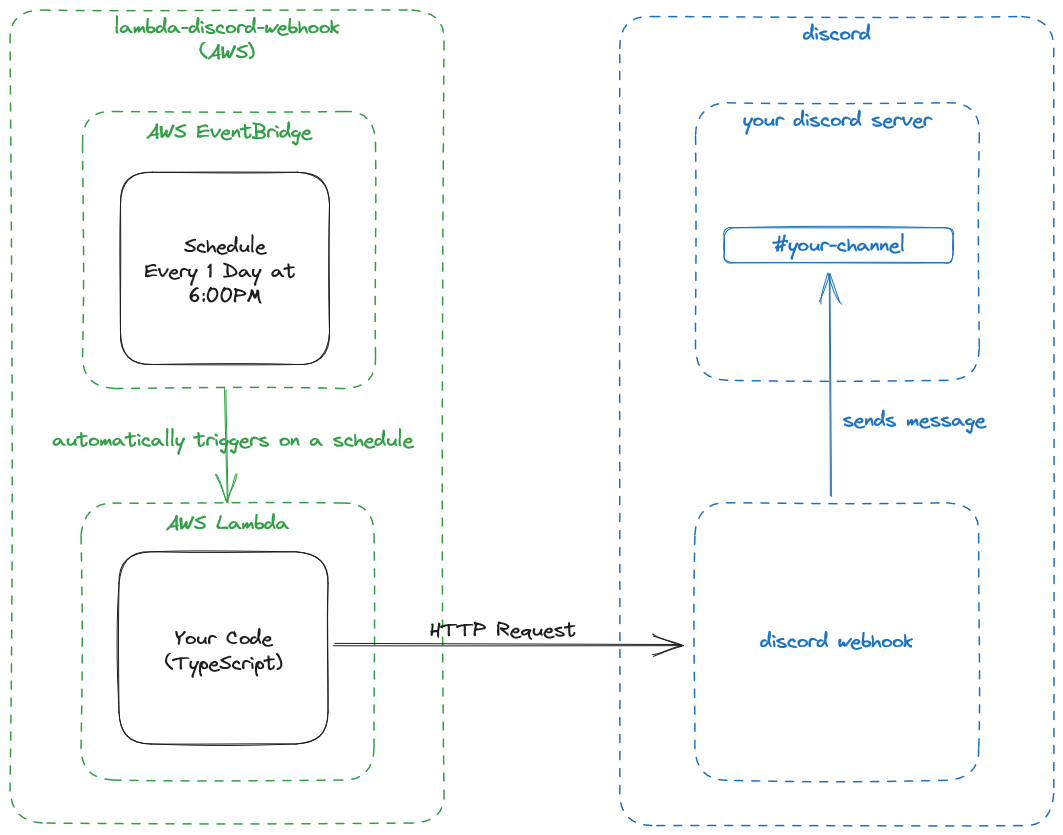 lambda-discord-webhook
(AWS)
AWS EventBridge
Schedule
Every 1 Day at
6:00PM
automatically triggers on a schedule
AWS Lambda
Your Code
(TypeScript)
HTTP Request
discord
your discord server
#your-channel
sends message
discord webhook